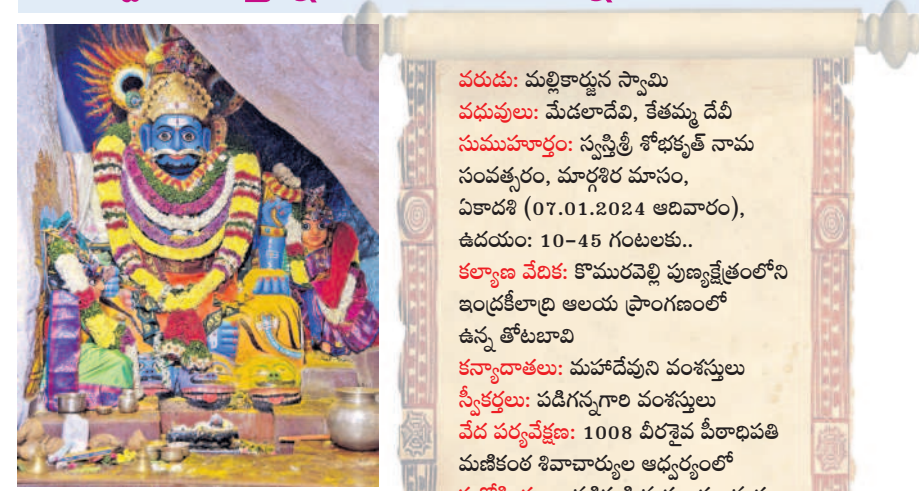 వరుడు: మల్లికార్జున స్వామి
వధువులు: మేడలాదేవి, కేతమ్మ దేవీ
సుముహూర్తం: స్వస్తిశ్రీ శోభకృత్ నామ
సంవత్సరం, మార్గశిర మాసం,
ఏకాదశి (07.01.2024 ఆదివారం),
ఉదయం: 10-45 గంటలకు..
కల్యాణ వేదిక: కొమురవెల్లి పుణ్యక్షేత్రంలోని
ఇంద్రకీలాద్రి ఆలయ ప్రాంగణంలో
ఉన్న తోటబావి
కన్యాదాతలు: మహాదేవుని వంశస్తులు
స్వీకర్తలు: పడిగన్నగారి వంశస్తులు
వేద పర్యవేక్షణ: 1008 వీరశైవ పీఠాధిపతి
మణికంఠ శివాచార్యుల ఆధ్వర్యంలో